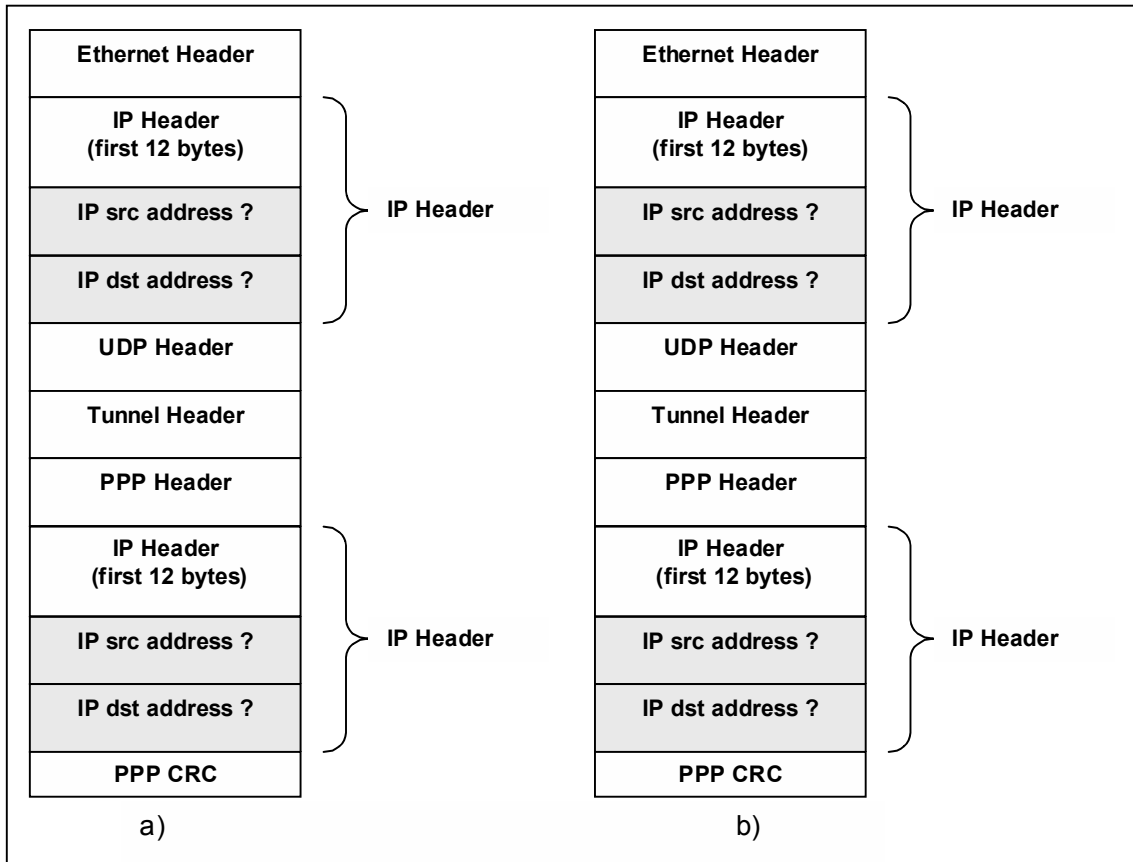 Ethernet Header
IP Header
(first 12 bytes)
IP src address ?
IP dst address ?
IP Header
UDP Header
Tunnel Header
PPP Header
IP Header
(first 12 bytes)
IP src address ?
IP dst address ?
IP Header
PPP CRC
a)
Ethernet Header
IP Header
(first 12 bytes)
IP src address ?
IP dst address ?
IP Header
UDP Header
Tunnel Header
PPP Header
IP Header
(first 12 bytes)
IP src address ?
IP dst address ?
IP Header
PPP CRC
b)